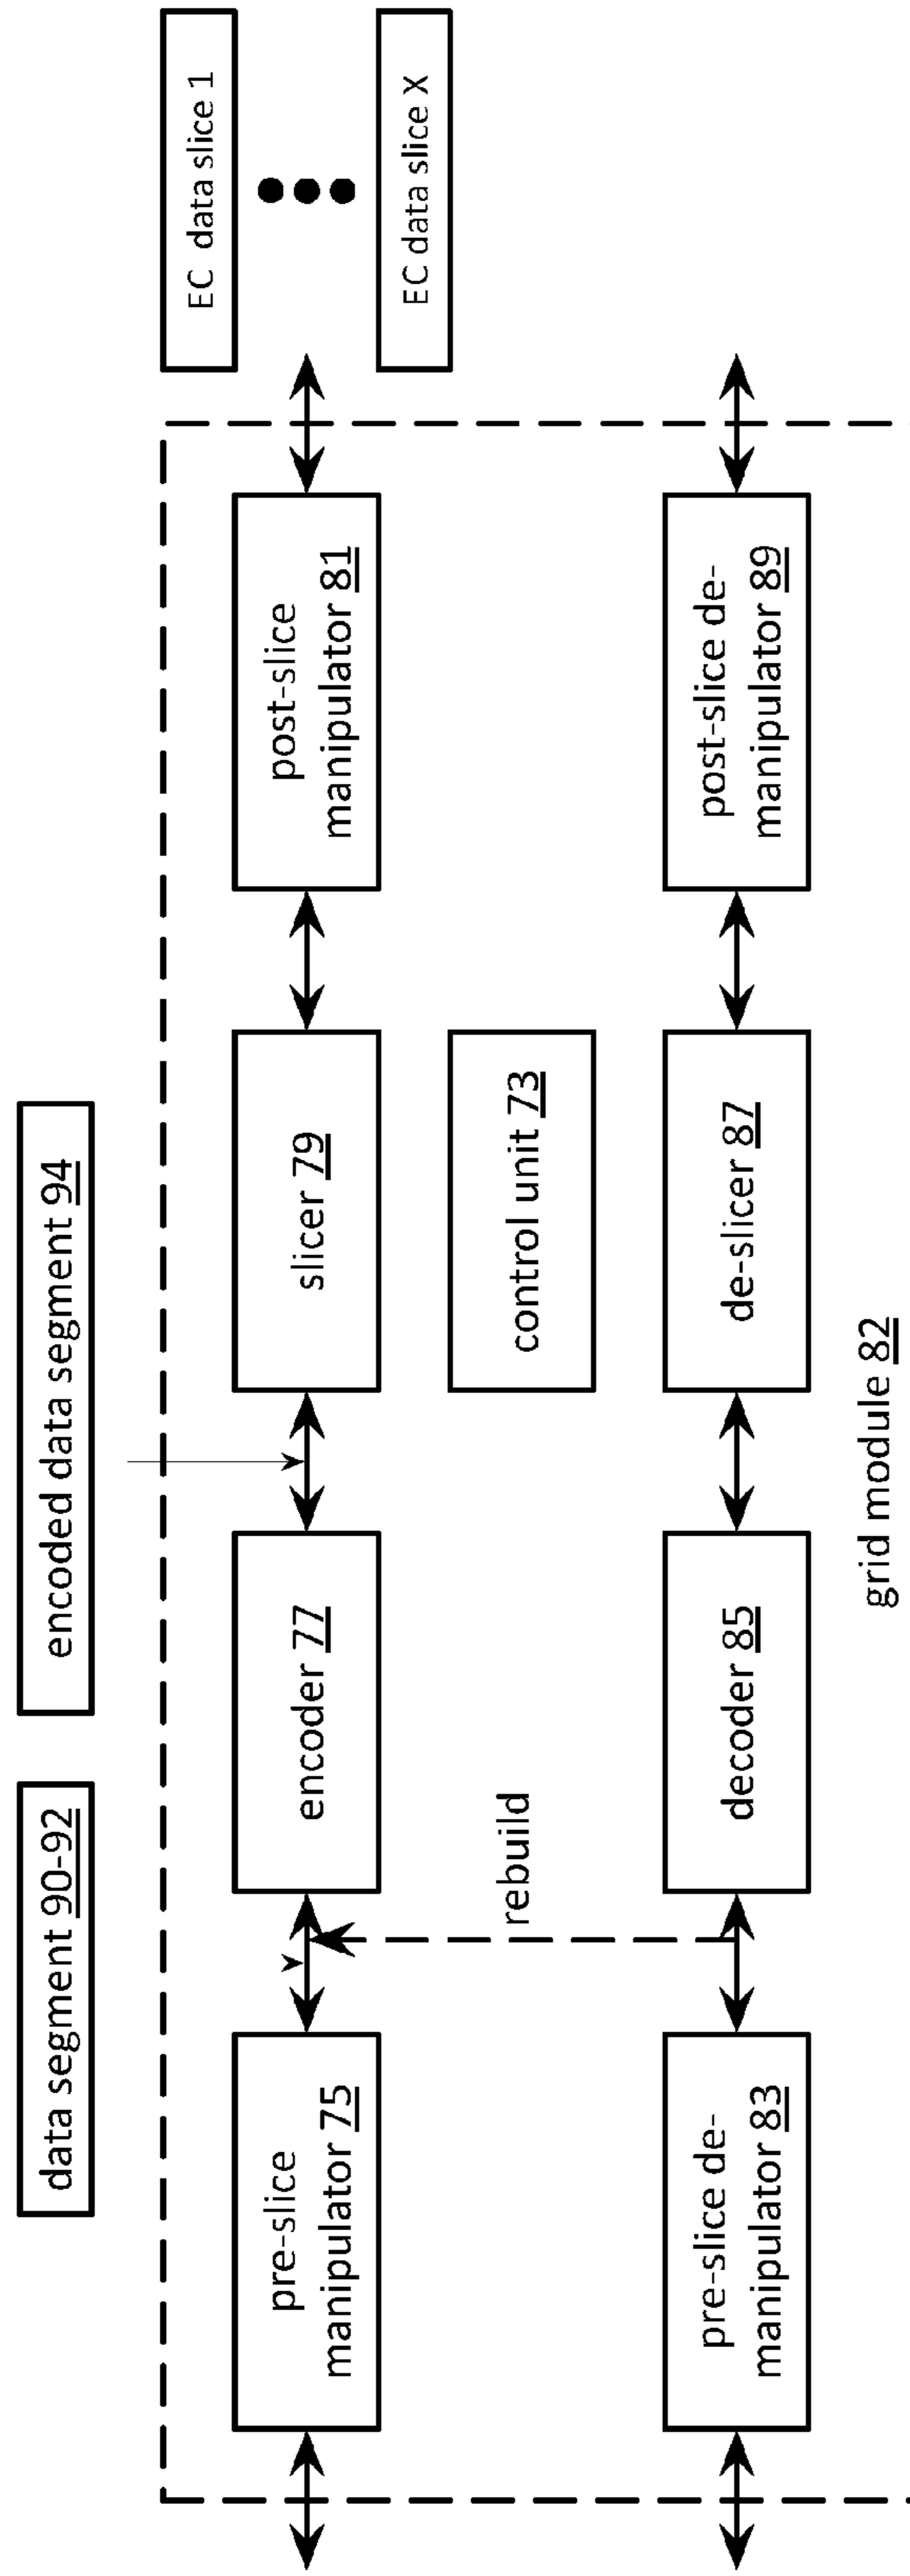 data segment 90-92
encoded data segment 94
EC data slice 1
EC data slice X
pre-slice
manipulator 75
encoder 77
slicer 79
post-slice
manipulator 81
rebuild
control unit 73
pre-slice de-
manipulator 83
decoder 85
de-slicer 87
post-slice de-
manipulator 89
grid module 82